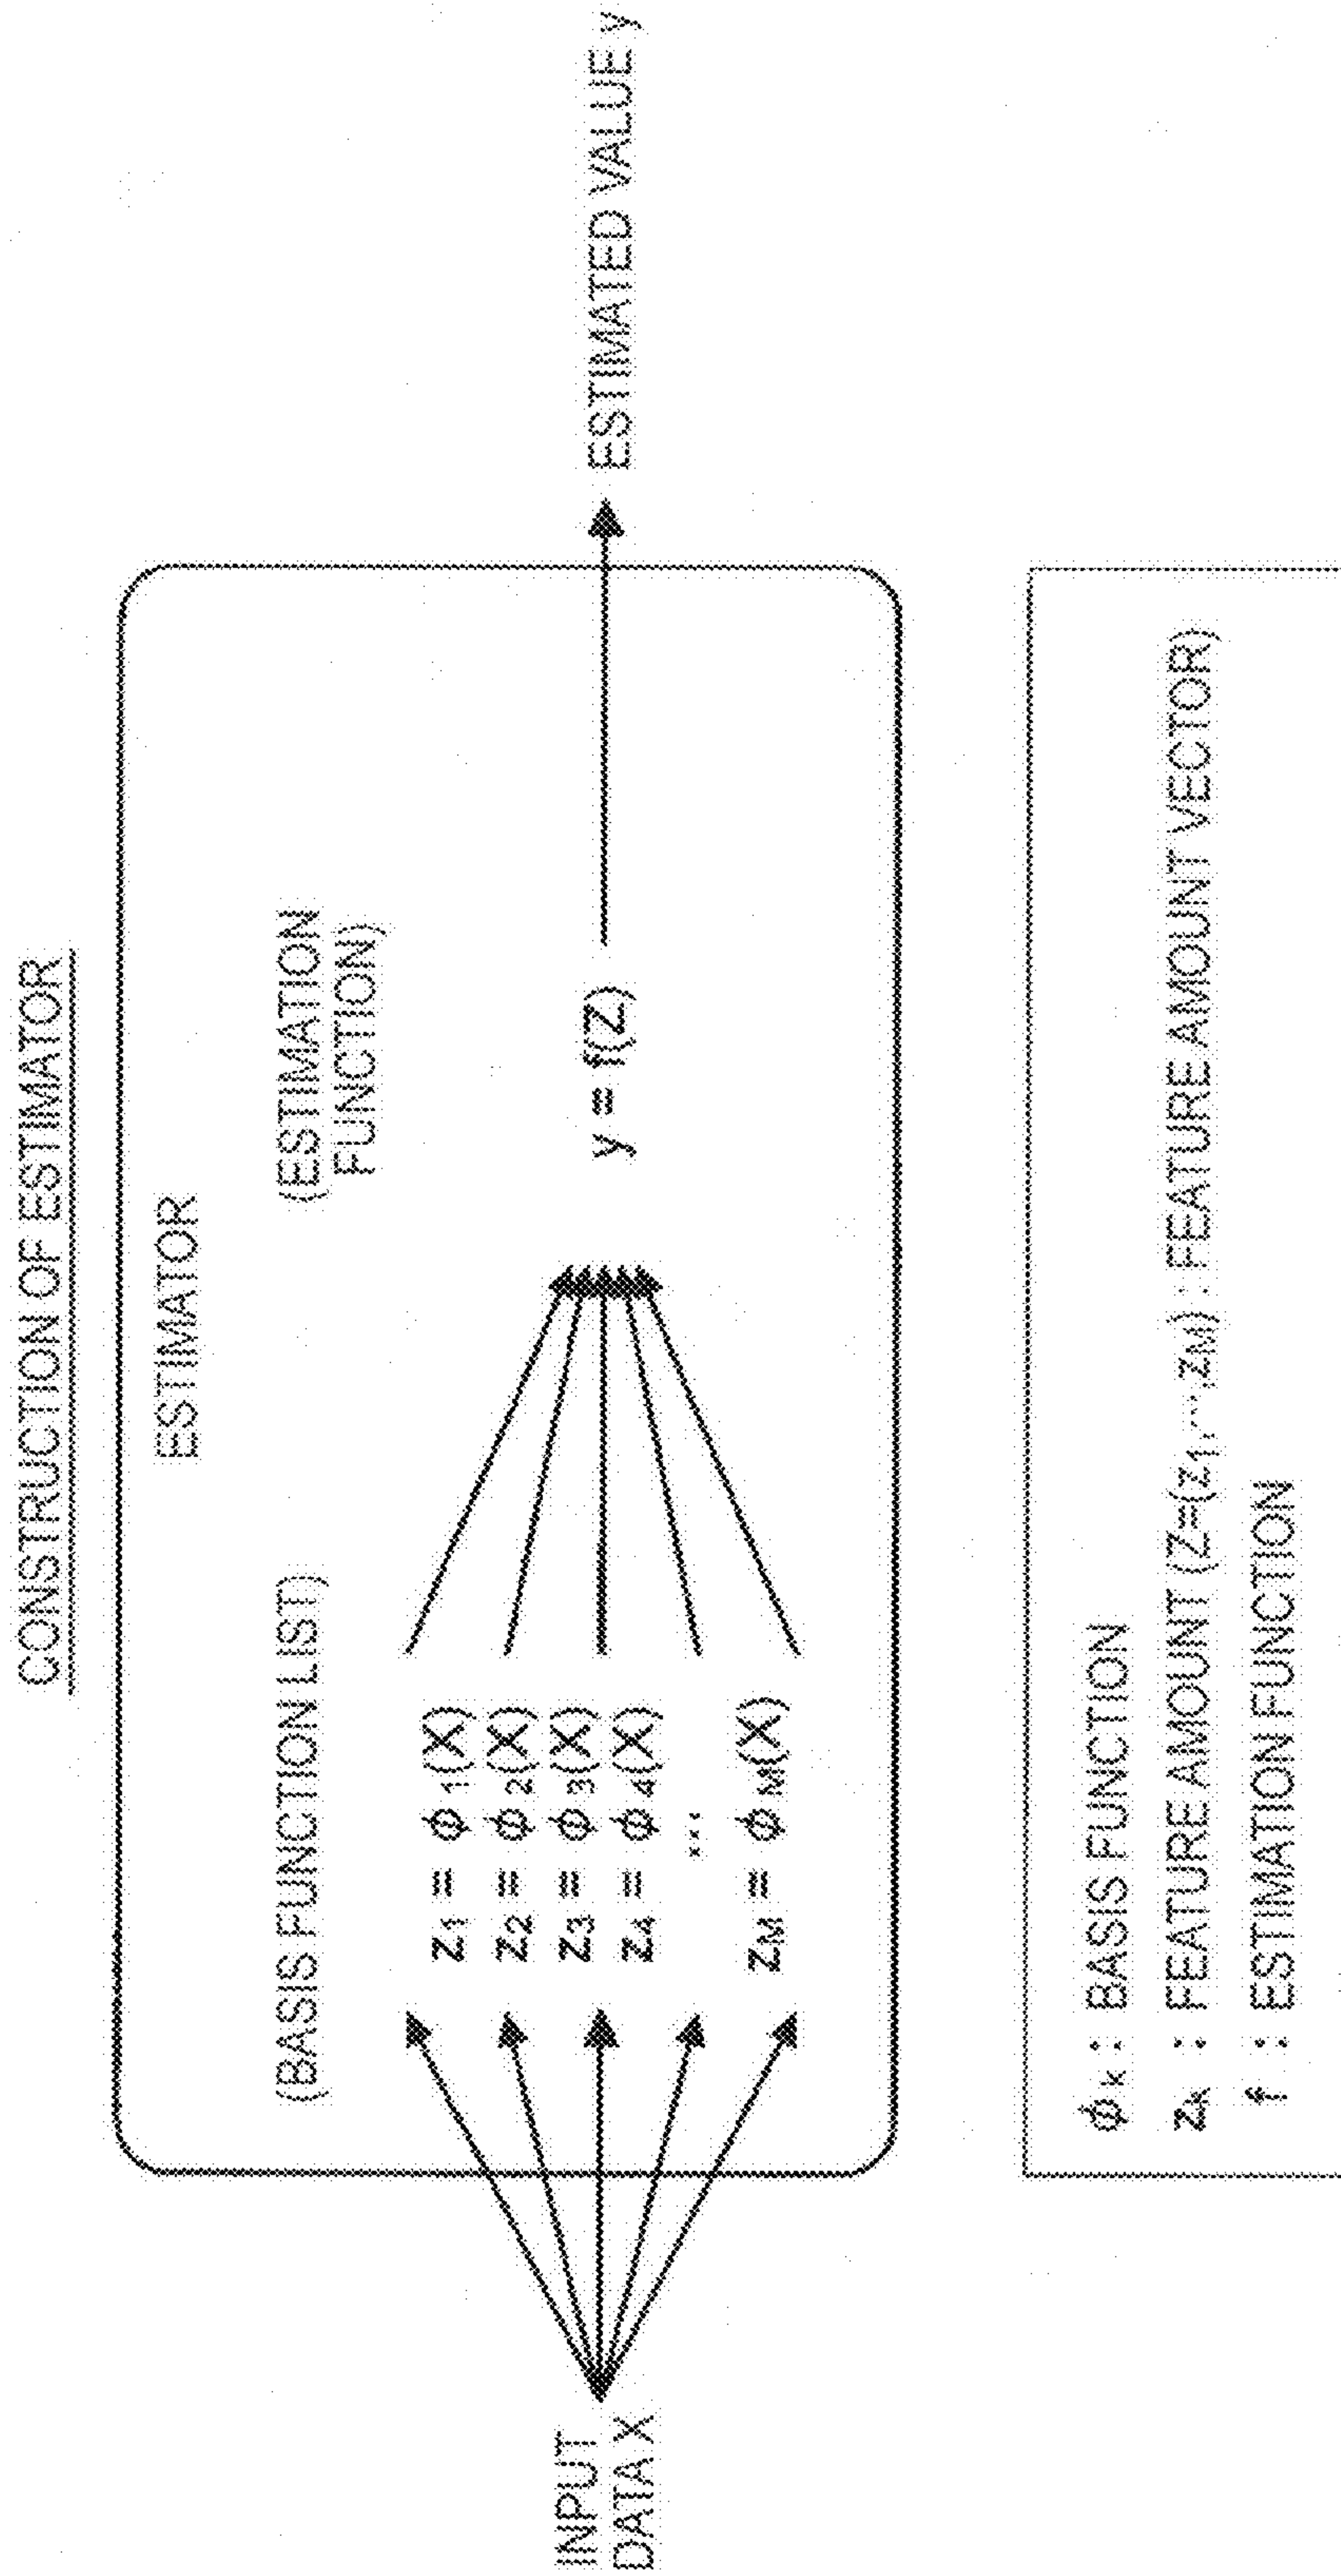 CONSTRUCTION OF ESTIMATOR
ESTIMATOR
(BASIS FUNCTION LIST)
(ESTIMATION
FUNCTION)
INPUT
DATA X
z1 = ϕ1(X)
z2 = ϕ2(X)
z3 = ϕ3(X)
z4 = ϕ4(X)
...
zM = ϕM(X)
y = f(Z)
ESTIMATED VALUE y
ϕk : BASIS FUNCTION
zk : FEATURE AMOUNT (Z=(z1,...,zM) : FEATURE AMOUNT VECTOR)
f : ESTIMATION FUNCTION